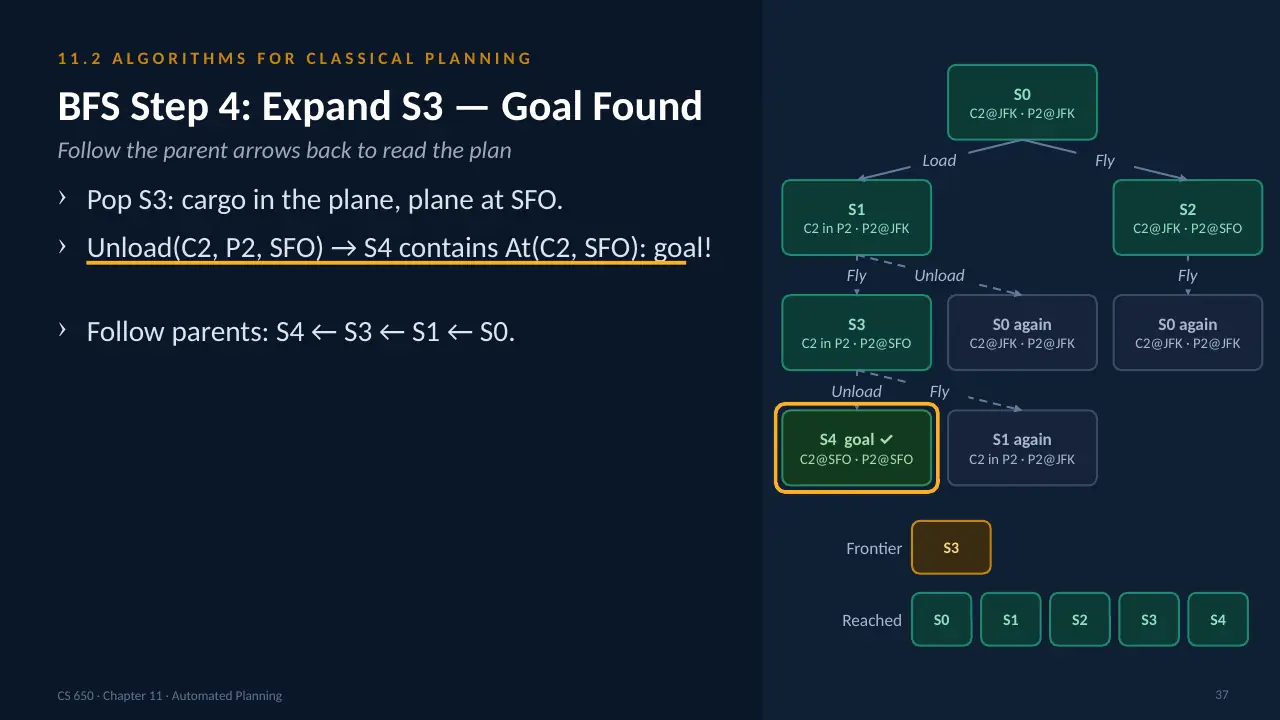 11.2 ALGORITHMS FOR CLASSICAL PLANNING
BFS Step 4: Expand S3 — Goal Found
Follow the parent arrows back to read the plan
› Pop S3: cargo in the plane, plane at SFO.
› Unload(C2, P2, SFO) → S4 contains At(C2, SFO): goal!
› Follow parents: S4 ← S3 ← S1 ← S0.
S0
C2@JFK · P2@JFK
Load Fly
S1 S2
C2 in P2 · P2@JFK C2@JFK · P2@SFO
Fly Unload Fly
S3 S0 again S0 again
C2 in P2 · P2@SFO C2@JFK · P2@JFK C2@JFK · P2@JFK
Unload Fly
S4 goal ✓ S1 again
C2@SFO · P2@SFO C2 in P2 · P2@JFK
Frontier S3
Reached S0 S1 S2 S3 S4
CS 650 · Chapter 11 · Automated Planning 37